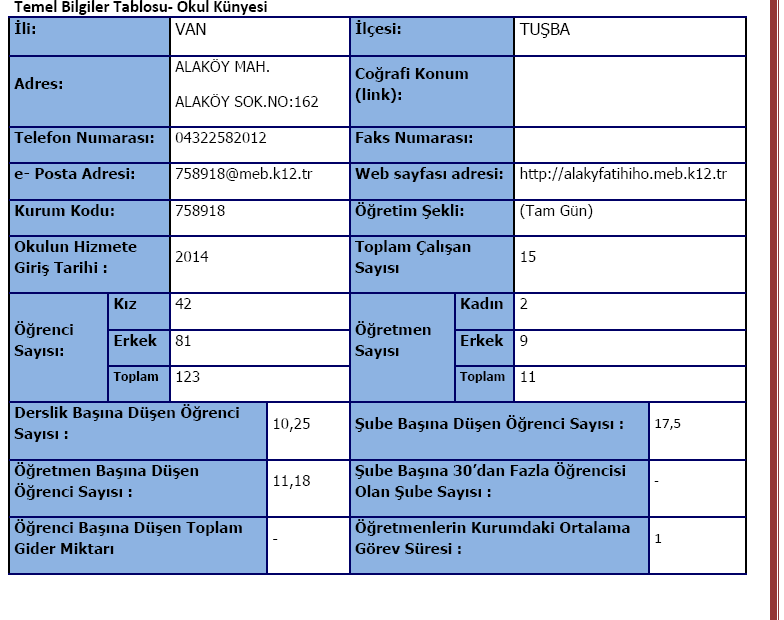 Temel Bilgiler Tablosu- Okul Künyesi
İli: VAN İlçesi: TUŞBA
Adres: ALAKÖY MAH.
ALAKÖY SOK.NO:162
Coğrafi Konum
(link):
Telefon Numarası: 04322582012 Faks Numarası:
e- Posta Adresi: 758918@meb.k12.tr Web sayfası adresi: http://alakyfatihiho.meb.k12.tr
Kurum Kodu: 758918 Öğretim Şekli: (Tam Gün)
Okulun Hizmete
Giriş Tarihi : 2014
Toplam Çalışan
Sayısı 15
Öğrenci
Sayısı:
Kız 42
Erkek 81
Toplam 123
Öğretmen
Sayısı
Kadın 2
Erkek 9
Toplam 11
Derslik Başına Düşen Öğrenci
Sayısı : 10,25
Şube Başına Düşen Öğrenci Sayısı : 17,5
Öğretmen Başına Düşen
Öğrenci Sayısı : 11,18
Şube Başına 30’dan Fazla Öğrencisi
Olan Şube Sayısı : -
Öğrenci Başına Düşen Toplam
Gider Miktarı -
Öğretmenlerin Kurumdaki Ortalama
Görev Süresi : 1